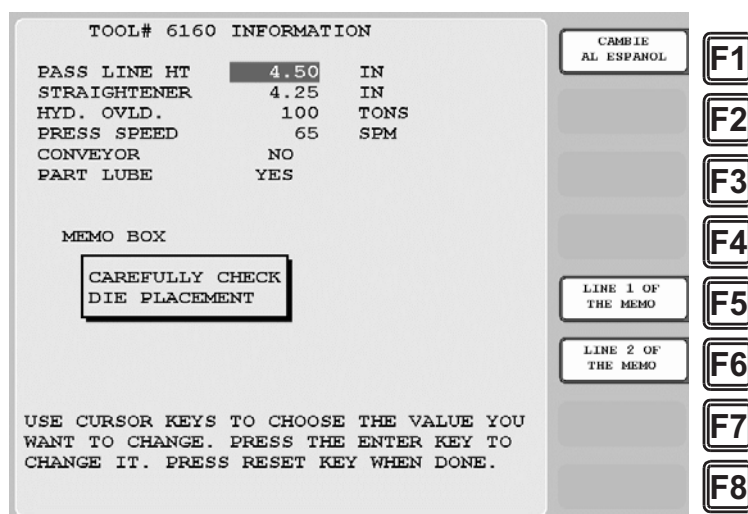 TOOL# 6160 INFORMATION
PASS LINE HT 4.50 IN
STRAIGHTENER 4.25 IN
HYD. OVLD. 100 TONS
PRESS SPEED 65 SPM
CONVEYOR NO
PART LUBE YES
MEMO BOX
CAREFULLY CHECK
DIE PLACEMENT
USE CURSOR KEYS TO CHOOSE THE VALUE YOU
WANT TO CHANGE. PRESS THE ENTER KEY TO
CHANGE IT. PRESS RESET KEY WHEN DONE.
CAMBIE
AL ESPANOL
F1
F2
F3
F4
LINE 1 OF
THE MEMO
F5
LINE 2 OF
THE MEMO
F6
F7
F8